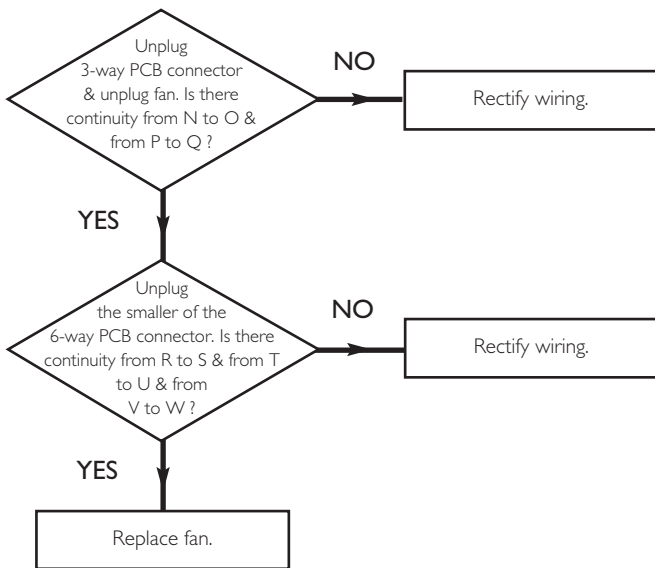 Unplug
3-way PCB connector
& unplug fan. Is there
continuity from N to O &
from P to Q ?
NO
Rectify wiring.
YES
Unplug
the smaller of the
6-way PCB connector. Is there
continuity from R to S & from T
to U & from
V to W ?
NO
Rectify wiring.
YES
Replace fan.